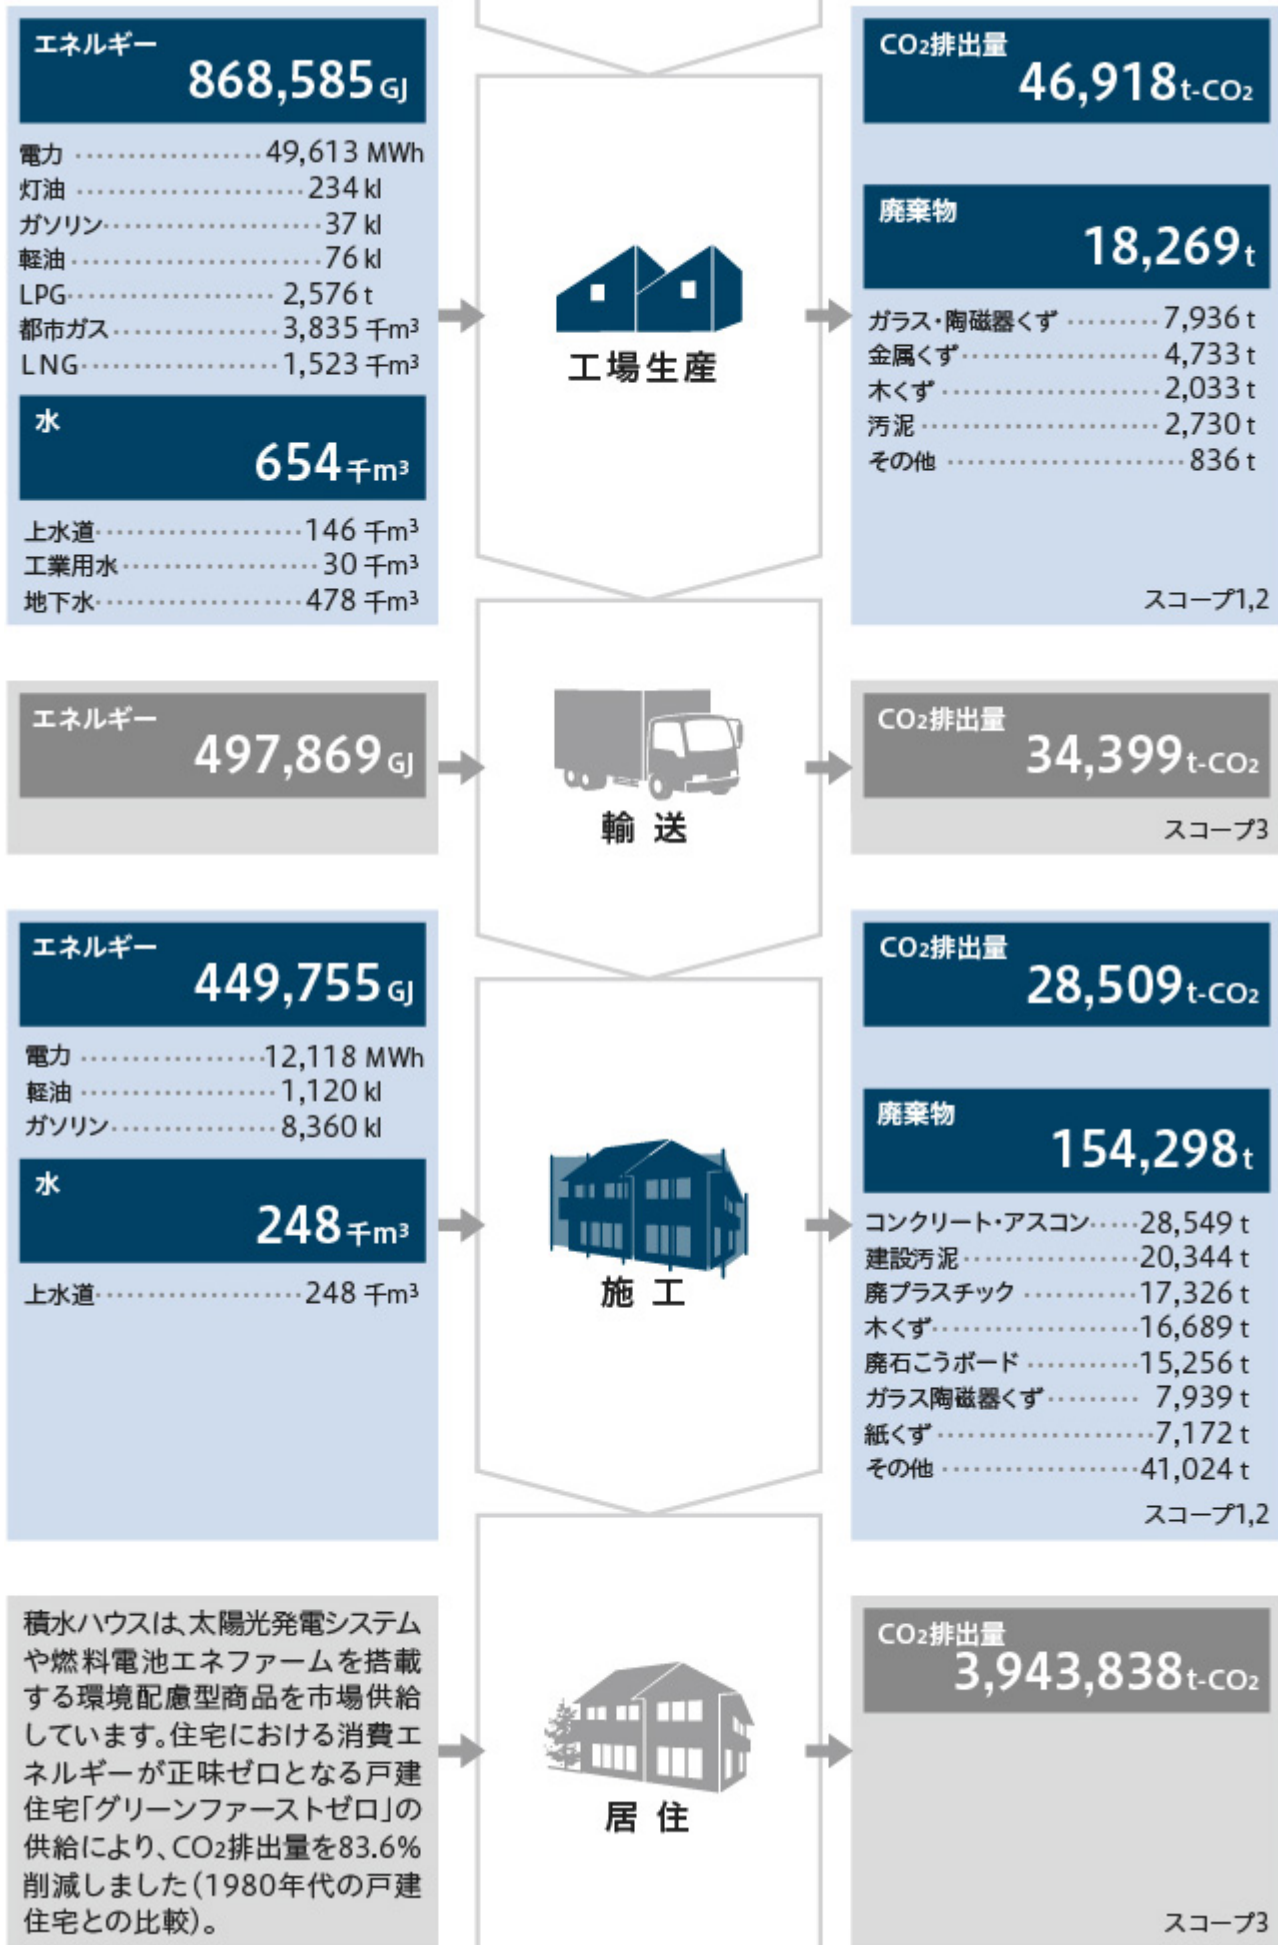 エネルギー
868,585 GJ
電力 ………………49,613 MWh
灯油 …………………234 kl
ガソリン…………………37 kl
軽油 ……………………76 kl
LPG………………… 2,576 t
都市ガス……………3,835 千m³
LNG…………………1,523 千m³
水
654 千m³
上水道…………………146 千m³
工業用水………………… 30 千m³
地下水…………………478 千m³
工場生産
CO₂排出量
46,918 t-CO₂
廃棄物
18,269 t
ガラス・陶磁器くず ………7,936 t
金属くず…………………4,733 t
木くず …………………2,033 t
汚泥 ……………………2,730 t
その他 ……………………836 t
スコープ1,2
エネルギー
497,869 GJ
輸送
CO₂排出量
34,399 t-CO₂
スコープ3
エネルギー
449,755 GJ
電力 ………………12,118 MWh
軽油 …………………1,120 kl
ガソリン………………8,360 kl
水
248 千m³
上水道…………………248 千m³
施工
CO₂排出量
28,509 t-CO₂
廃棄物
154,298 t
コンクリート・アスコン……28,549 t
建設汚泥 ………………20,344 t
廃プラスチック …………17,326 t
木くず…………………16,689 t
廃石こうボード …………15,256 t
ガラス陶磁器くず ……… 7,939 t
紙くず …………………7,172 t
その他 …………………41,024 t
スコープ1,2
積水ハウスは、太陽光発電システム
や燃料電池エネファームを搭載
する環境配慮型商品を市場供給
しています。住宅における消費エ
ネルギーが正味ゼロとなる戸建
住宅「グリーンファーストゼロ」の
供給により、CO₂排出量を83.6%
削減しました(1980年代の戸建
住宅との比較)。
居住
CO₂排出量
3,943,838 t-CO₂
スコープ3